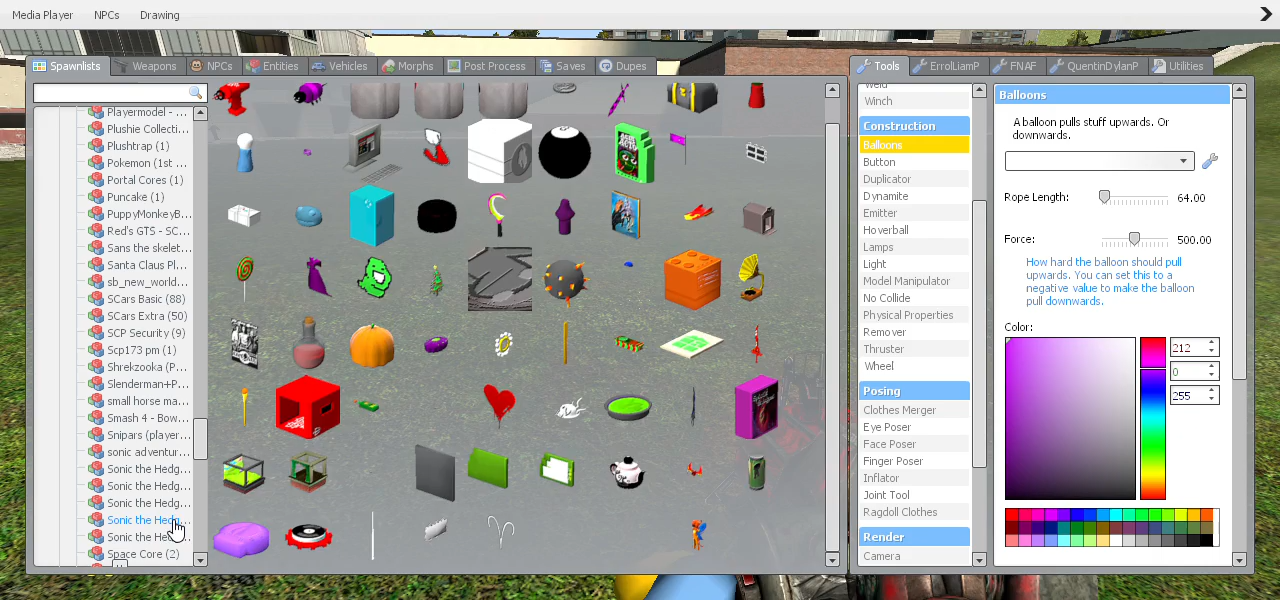 Media Player NPCs Drawing
Spawnlists Weapons NPCs Entities Vehicles Morphs Post Process Saves Dupes
Tools ErrolLiamP FNAF QuentinDylanP Utilities
Playermodel - ...
Plushie Collecti...
Plushtrap (1)
Pokemon (1st ...
Portal Cores (1)
Puncake (1)
PuppyMonkeyB...
Red's GTS - SC...
Sans the skelet...
Santa Claus Pl...
sb_new_world...
SCars Basic (88)
SCars Extra (50)
SCP Security (9)
Scp173 pm (1)
Shrekzooka (P...
Slenderman+P...
small horse ma...
Smash 4 - Bow...
Snipars (player...
sonic adventur...
Sonic the Hedg...
Sonic the Hedg...
Sonic the Hedg...
Sonic the Hedg...
Sonic the He...
Space Core (2)
Weld
Winch
Construction
Balloons
Button
Duplicator
Dynamite
Emitter
Hoverball
Lamps
Light
Model Manipulator
No Collide
Physical Properties
Remover
Thruster
Wheel
Posing
Clothes Merger
Eye Poser
Face Poser
Finger Poser
Inflator
Joint Tool
Ragdoll Clothes
Render
Camera
Balloons
A balloon pulls stuff upwards. Or
downwards.
Rope Length: 64.00
Force: 500.00
How hard the balloon should pull
upwards. You can set this to a
negative value to make the balloon
pull downwards.
Color:
212
0
255